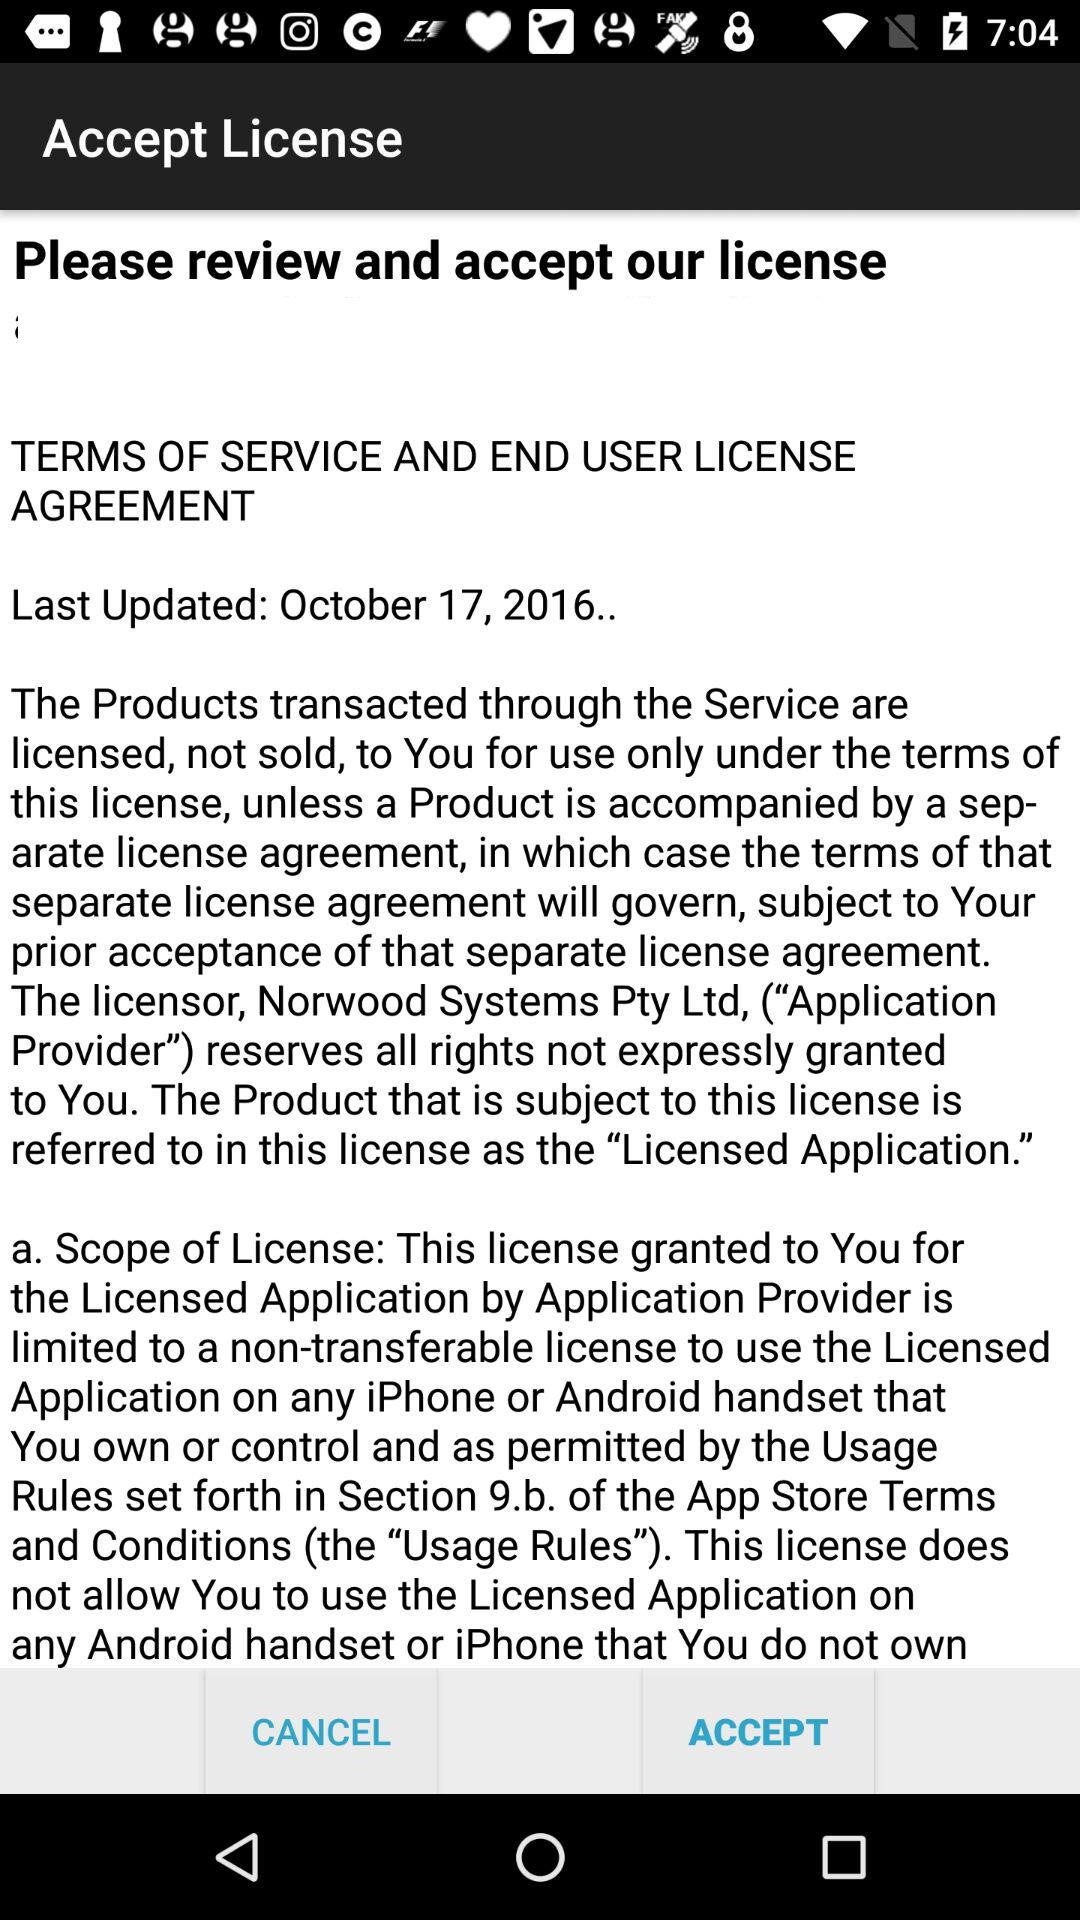 FAK
7:04
Accept License
Please review and accept our license
TERMS OF SERVICE AND END USER LICENSE
AGREEMENT
Last Updated: October 17, 2016..
The Products transacted through the Service are
licensed, not sold, to You for use only under the terms of
this license, unless a Product is accompanied by a sep-
arate license agreement, in which case the terms of that
separate license agreement will govern, subject to Your
prior acceptance of that separate license agreement.
The licensor, Norwood Systems Pty Ltd, (“Application
Provider”) reserves all rights not expressly granted
to You. The Product that is subject to this license is
referred to in this license as the “Licensed Application.”
a. Scope of License: This license granted to You for
the Licensed Application by Application Provider is
limited to a non-transferable license to use the Licensed
Application on any iPhone or Android handset that
You own or control and as permitted by the Usage
Rules set forth in Section 9.b. of the App Store Terms
and Conditions (the “Usage Rules”). This license does
not allow You to use the Licensed Application on
any Android handset or iPhone that You do not own
CANCEL
ACCEPT